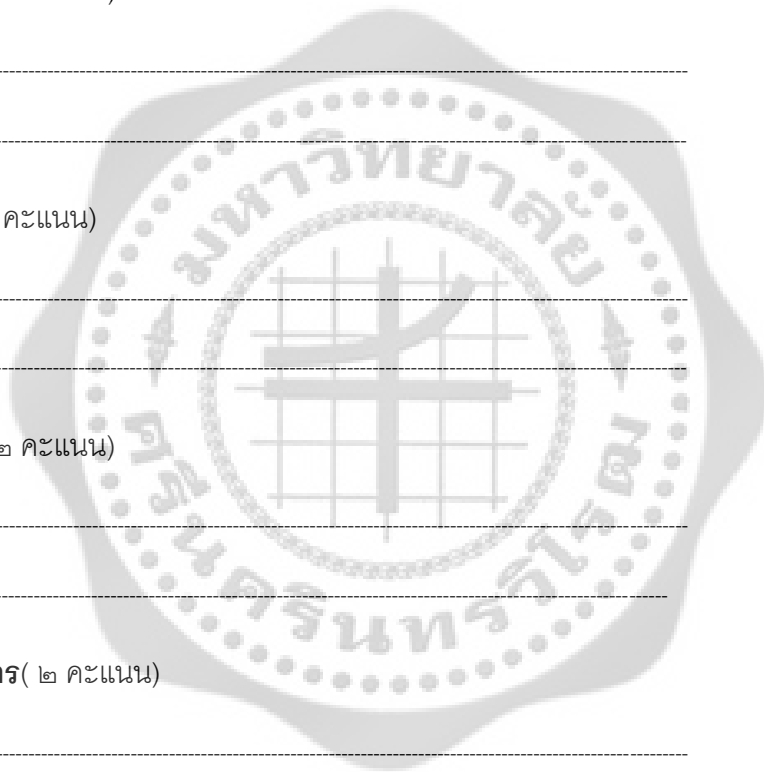 )
คะแนน)
๒ คะแนน)
ร( ๒ คะแนน)
มหาวิทยาลัย
ศรีนครินทรวิโรฒ